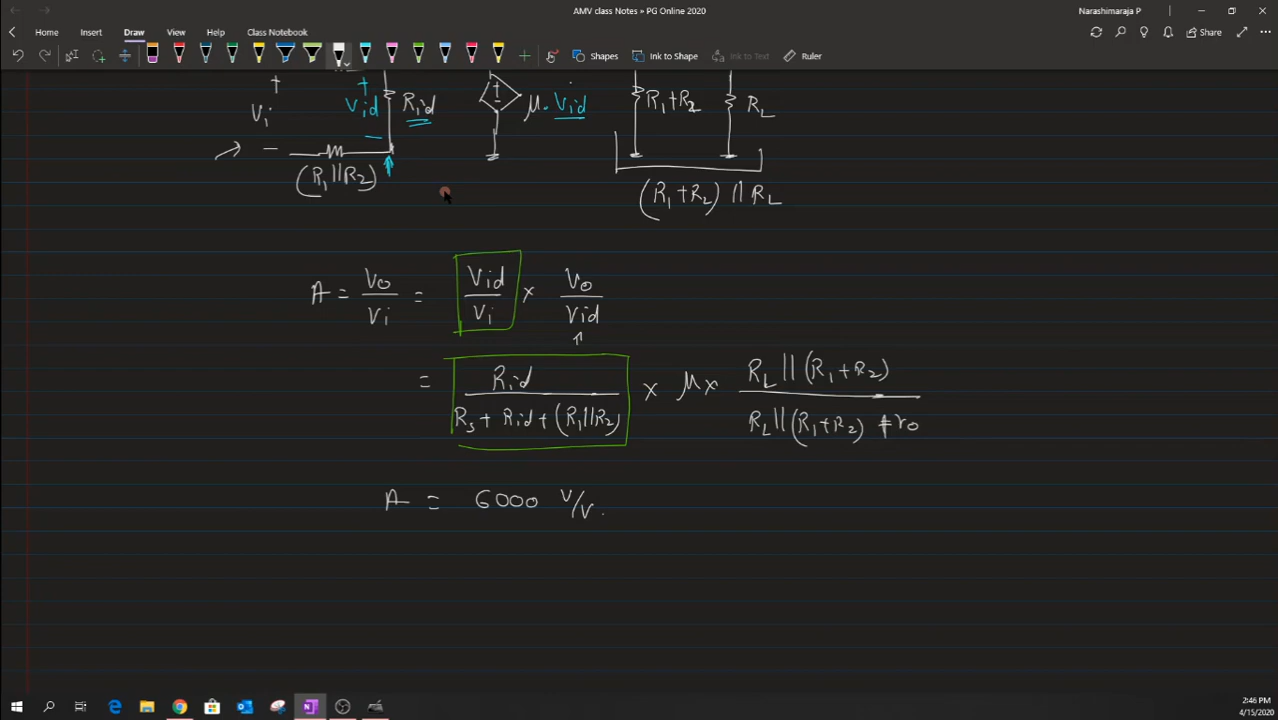 AMV class Notes » PG Online 2020
Narashimaraja P
Home Insert Draw View Help Class Notebook
Share
Shapes Ink to Shape Ink to Text Ruler
+ + Vi Vid Rid + - μ. Vid R1+R2 RL
- -
(R1||R2)
(R1+R2) || RL
A = Vo/Vi = Vid/Vi × Vo/Vid
= Rid/(Rs + Rid + (R1||R2)) × μ × RL||(R1+R2)/(RL||(R1+R2) + ro)
A = 6000 V/V.
2:46 PM
4/15/2020